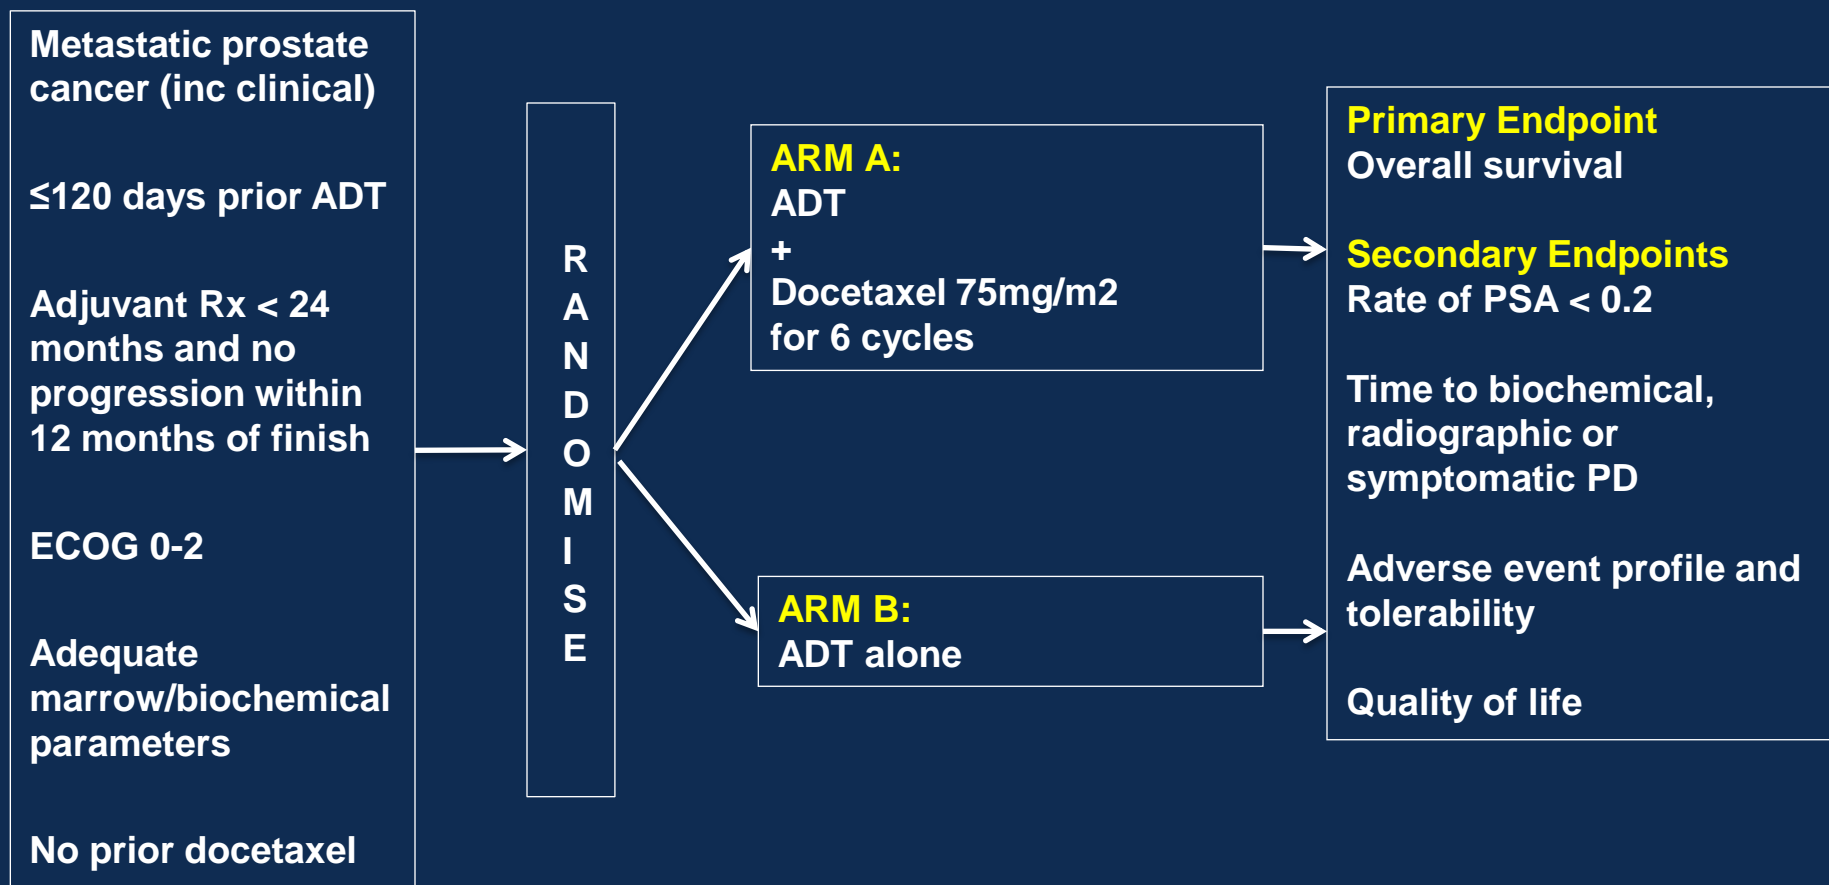 Metastatic prostate
cancer (inc clinical)
≤120 days prior ADT
Adjuvant Rx < 24
months and no
progression within
12 months of finish
ECOG 0-2
Adequate
marrow/biochemical
parameters
No prior docetaxel
R
A
N
D
O
M
I
S
E
ARM A:
ADT
+
Docetaxel 75mg/m2
for 6 cycles
ARM B:
ADT alone
Primary Endpoint
Overall survival
Secondary Endpoints
Rate of PSA < 0.2
Time to biochemical,
radiographic or
symptomatic PD
Adverse event profile and
tolerability
Quality of life